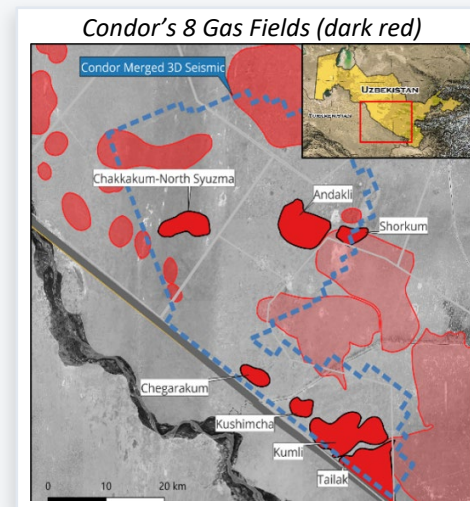 Condor's 8 Gas Fields (dark red)
Condor Merged 3D Seismic
UZBEKISTAN
Chakkakum-North Syuzma
Andakli
Shorkum
Chegarakum
Kushimcha
Kumli
Tailak
0 10 20 km